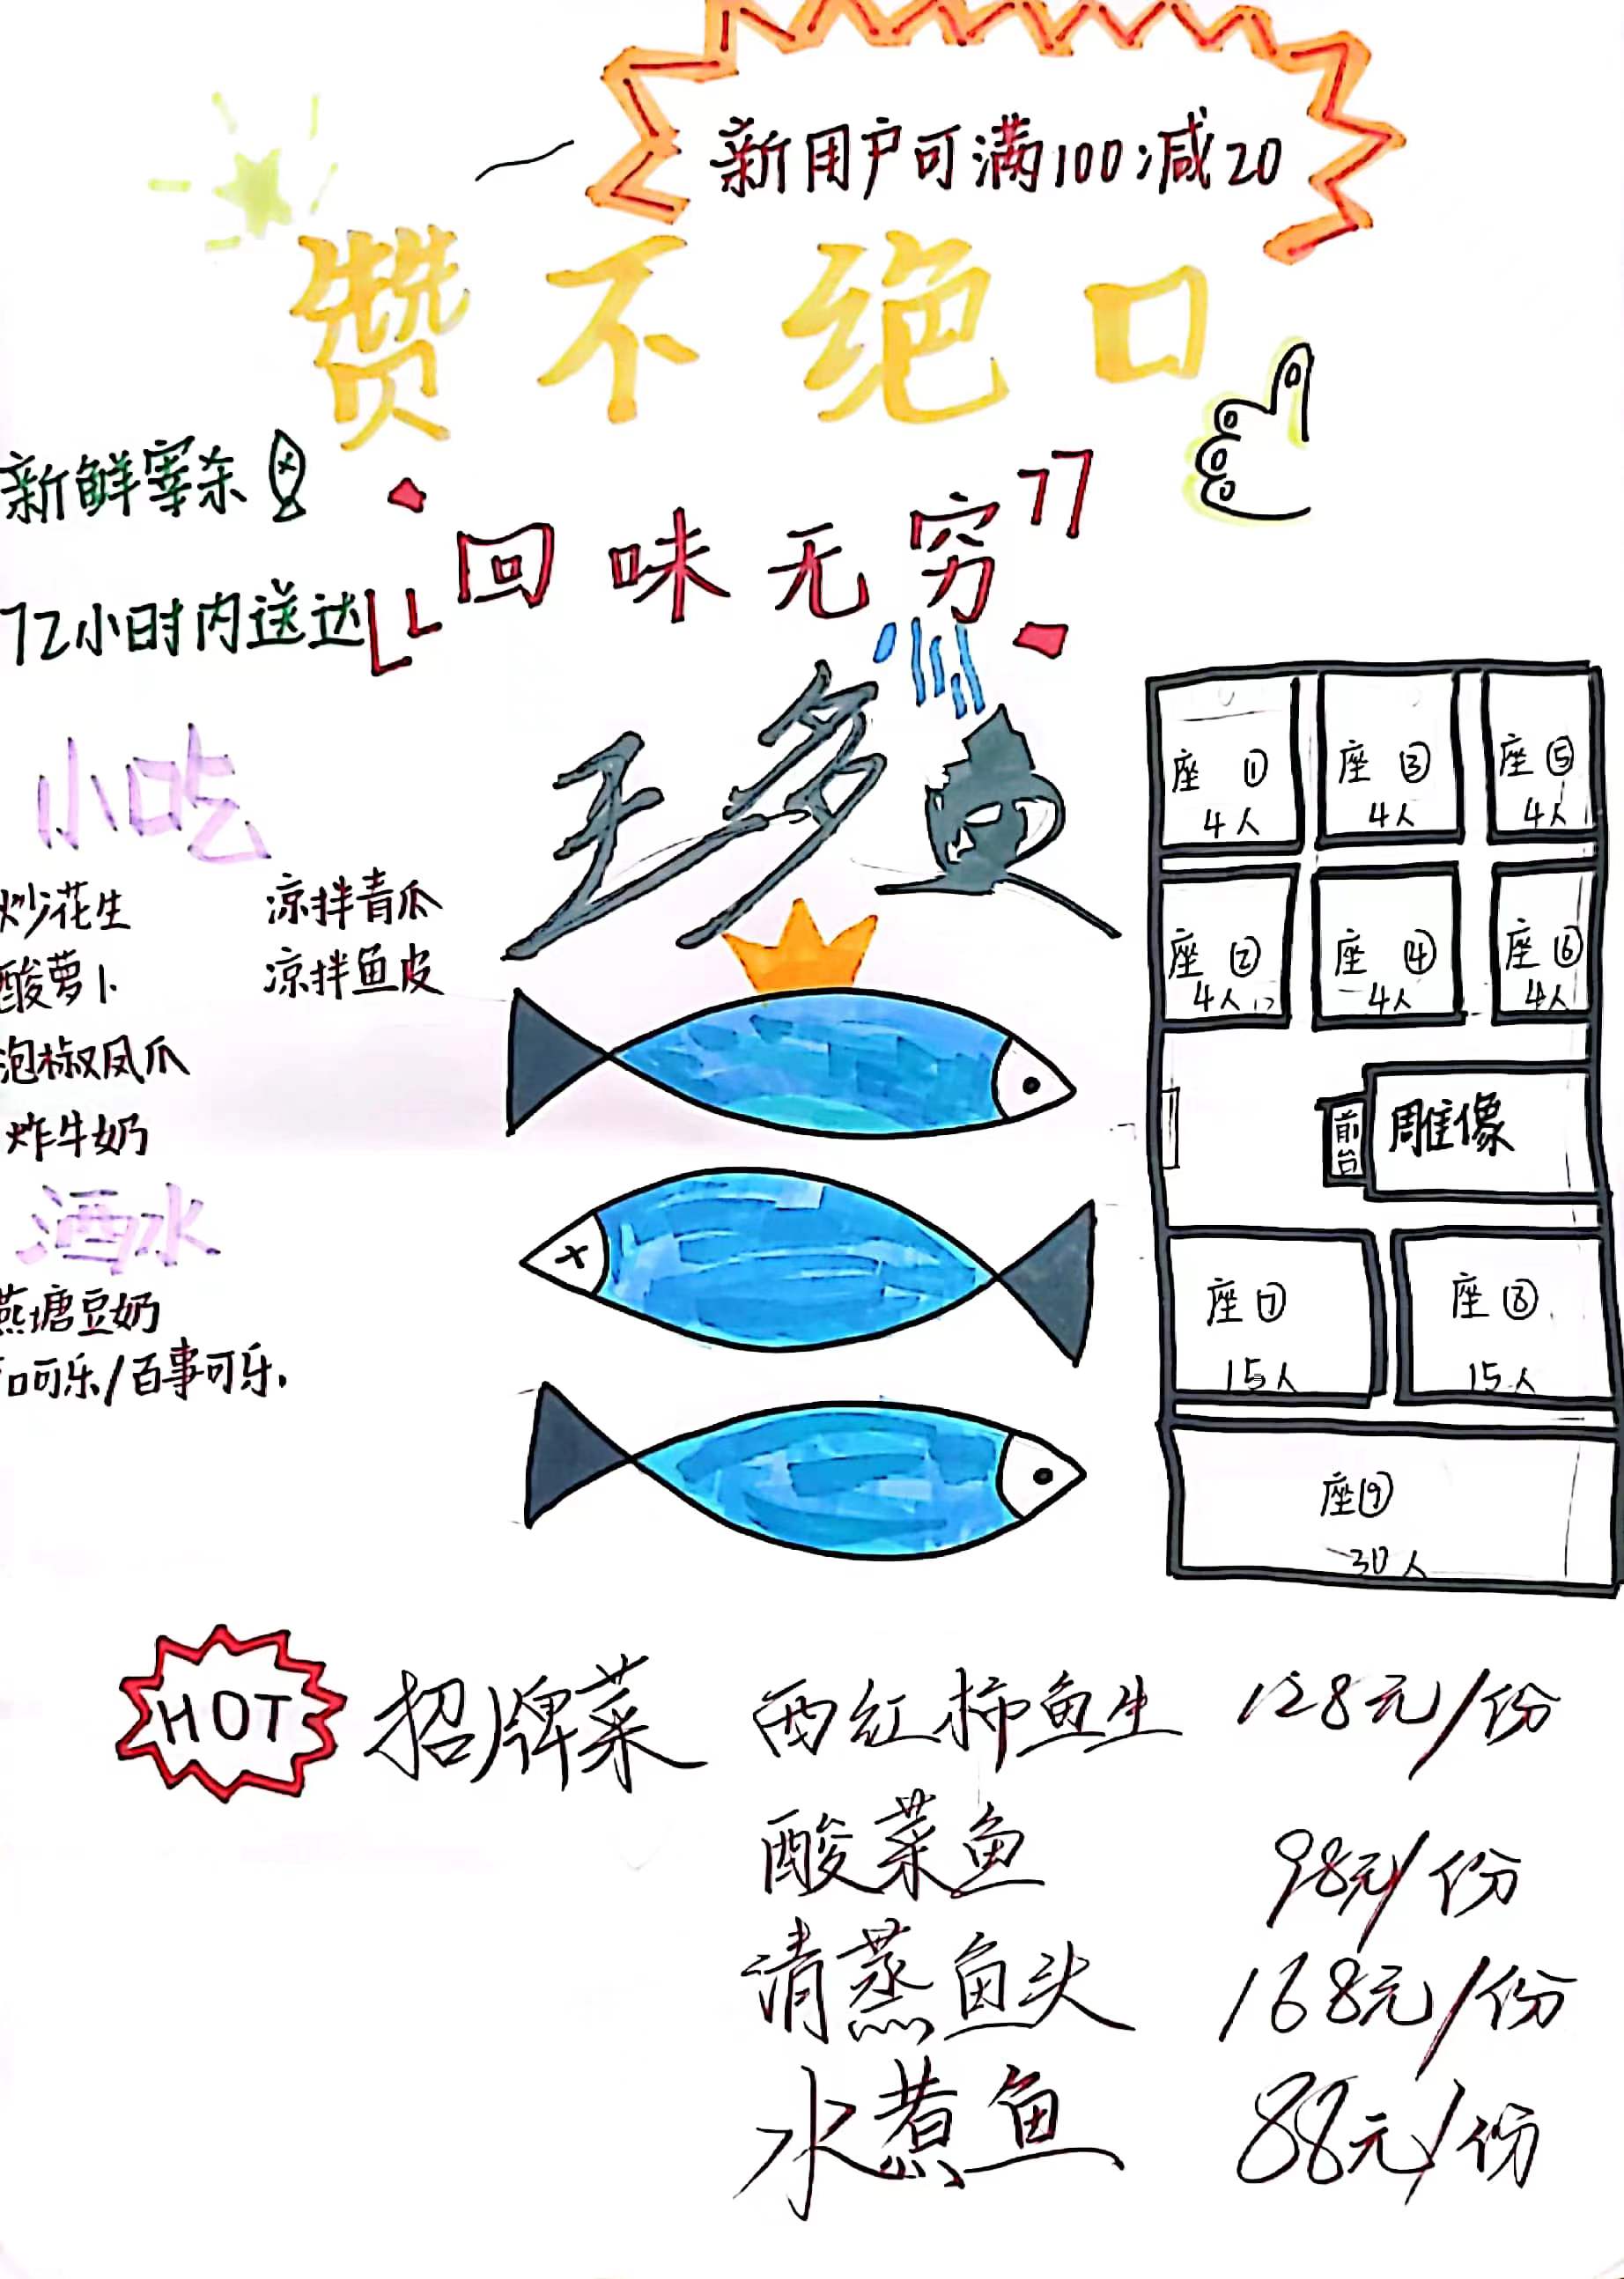 新用户可满100减20
赞不绝口
新鲜宰杀
回味无穷
72小时内送达
王多鱼
小吃
炒花生 凉拌青瓜
酸萝卜 凉拌鱼皮
泡椒凤爪
炸牛奶
酒水
燕塘豆奶
口可乐/百事可乐.
座① 座③ 座⑤
4人 4人 4人
座② 座④ 座⑥
4人 4人 4人
前台 雕像
座⑦ 座⑧
15人 15人
座⑨
30人
HOT 招牌菜 西红柿鱼生 128元/份
酸菜鱼 98元/份
清蒸鱼头 168元/份
水煮鱼 88元/份